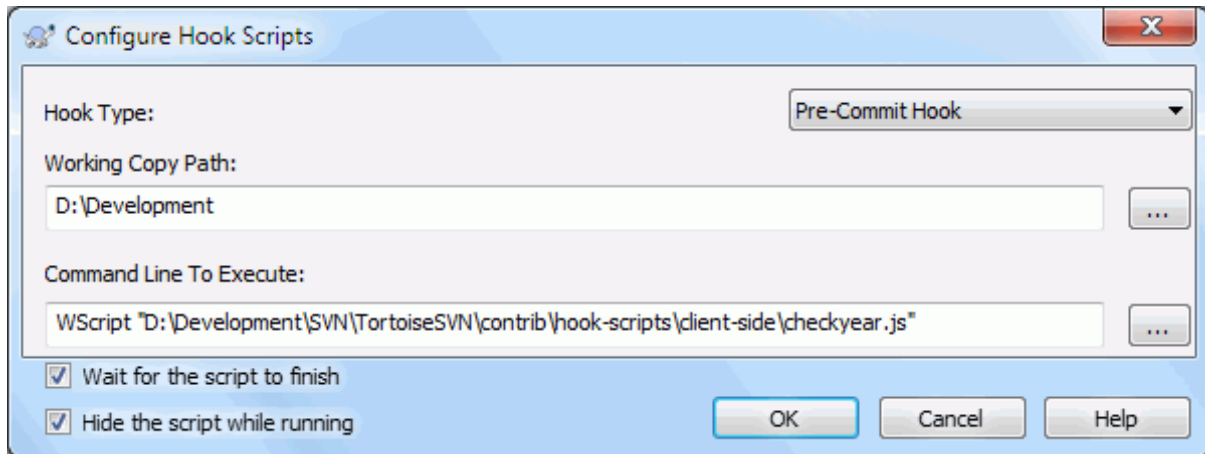 Configure Hook Scripts
Hook Type:
Pre-Commit Hook
Working Copy Path:
D:\Development
...
Command Line To Execute:
WScript "D:\Development\SVN\TortoiseSVN\contrib\hook-scripts\client-side\checkyear.js"
...
Wait for the script to finish
Hide the script while running
OK
Cancel
Help